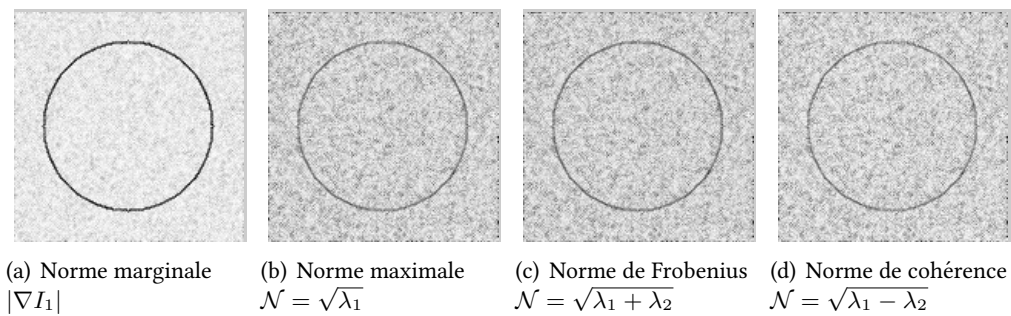 (a) Norme marginale
|∇I₁|
(b) Norme maximale
𝒩 = √λ₁
(c) Norme de Frobenius
𝒩 = √(λ₁ + λ₂)
(d) Norme de cohérence
𝒩 = √(λ₁ − λ₂)